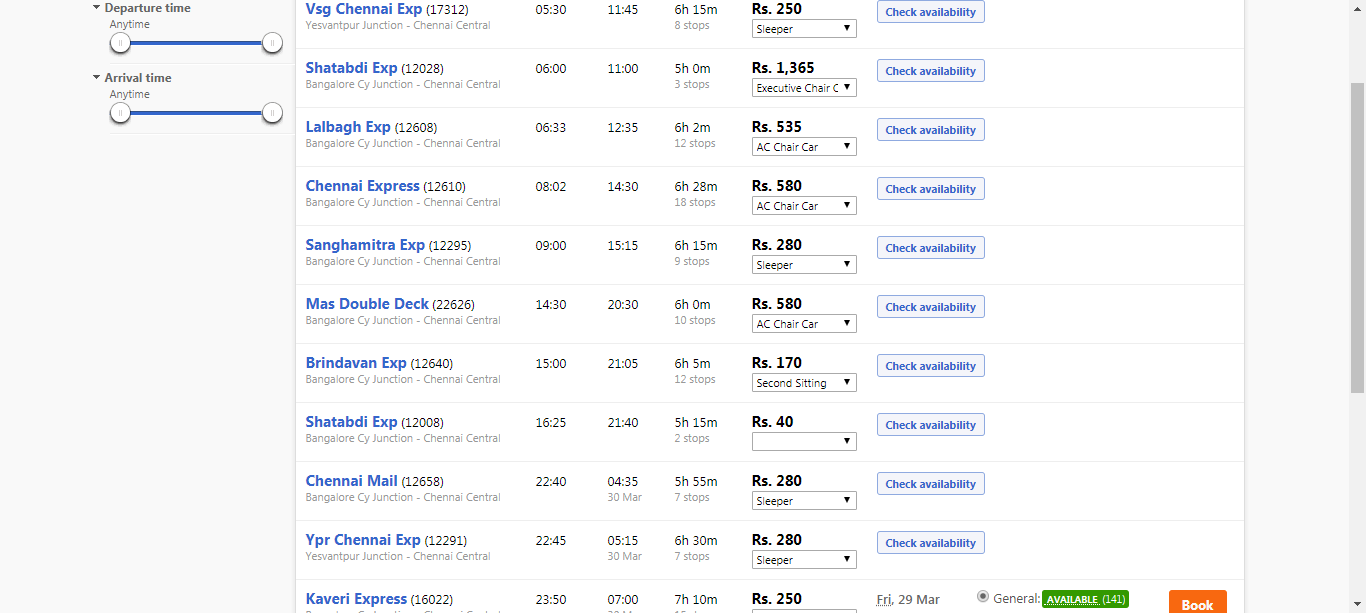 Departure time
Anytime
Arrival time
Anytime
Vsg Chennai Exp (17312) 05:30 11:45 6h 15m Rs. 250 Check availability
Yesvantpur Junction - Chennai Central 8 stops Sleeper
Shatabdi Exp (12028) 06:00 11:00 5h 0m Rs. 1,365 Check availability
Bangalore Cy Junction - Chennai Central 3 stops Executive Chair C
Lalbagh Exp (12608) 06:33 12:35 6h 2m Rs. 535 Check availability
Bangalore Cy Junction - Chennai Central 12 stops AC Chair Car
Chennai Express (12610) 08:02 14:30 6h 28m Rs. 580 Check availability
Bangalore Cy Junction - Chennai Central 18 stops AC Chair Car
Sanghamitra Exp (12295) 09:00 15:15 6h 15m Rs. 280 Check availability
Bangalore Cy Junction - Chennai Central 9 stops Sleeper
Mas Double Deck (22626) 14:30 20:30 6h 0m Rs. 580 Check availability
Bangalore Cy Junction - Chennai Central 10 stops AC Chair Car
Brindavan Exp (12640) 15:00 21:05 6h 5m Rs. 170 Check availability
Bangalore Cy Junction - Chennai Central 12 stops Second Sitting
Shatabdi Exp (12008) 16:25 21:40 5h 15m Rs. 40 Check availability
Bangalore Cy Junction - Chennai Central 2 stops
Chennai Mail (12658) 22:40 04:35 5h 55m Rs. 280 Check availability
Bangalore Cy Junction - Chennai Central 30 Mar 7 stops Sleeper
Ypr Chennai Exp (12291) 22:45 05:15 6h 30m Rs. 280 Check availability
Yesvantpur Junction - Chennai Central 30 Mar 7 stops Sleeper
Kaveri Express (16022) 23:50 07:00 7h 10m Rs. 250 Fri, 29 Mar General: AVAILABLE (141) Book